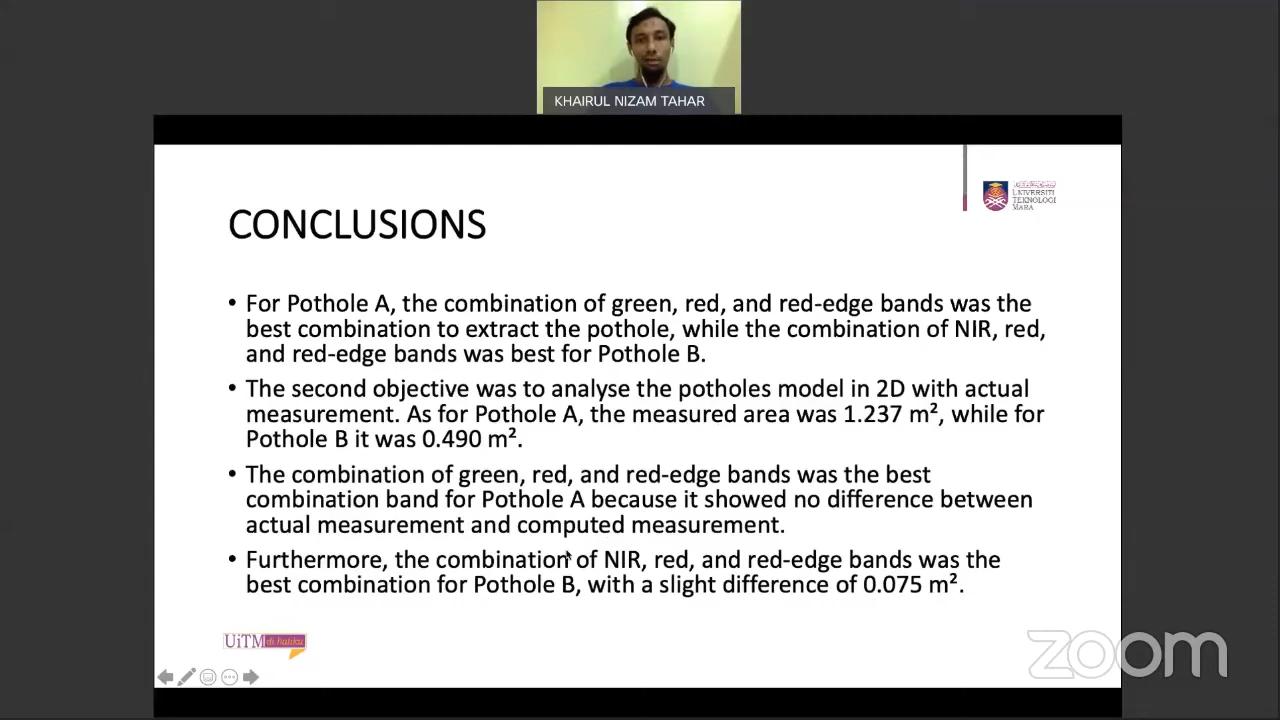 KHAIRUL NIZAM TAHAR
UNIVERSITI
TEKNOLOGI
MARA
CONCLUSIONS
• For Pothole A, the combination of green, red, and red-edge bands was the
best combination to extract the pothole, while the combination of NIR, red,
and red-edge bands was best for Pothole B.
• The second objective was to analyse the potholes model in 2D with actual
measurement. As for Pothole A, the measured area was 1.237 m², while for
Pothole B it was 0.490 m².
• The combination of green, red, and red-edge bands was the best
combination band for Pothole A because it showed no difference between
actual measurement and computed measurement.
• Furthermore, the combination of NIR, red, and red-edge bands was the
best combination for Pothole B, with a slight difference of 0.075 m².
UiTM di hatiku
zoom